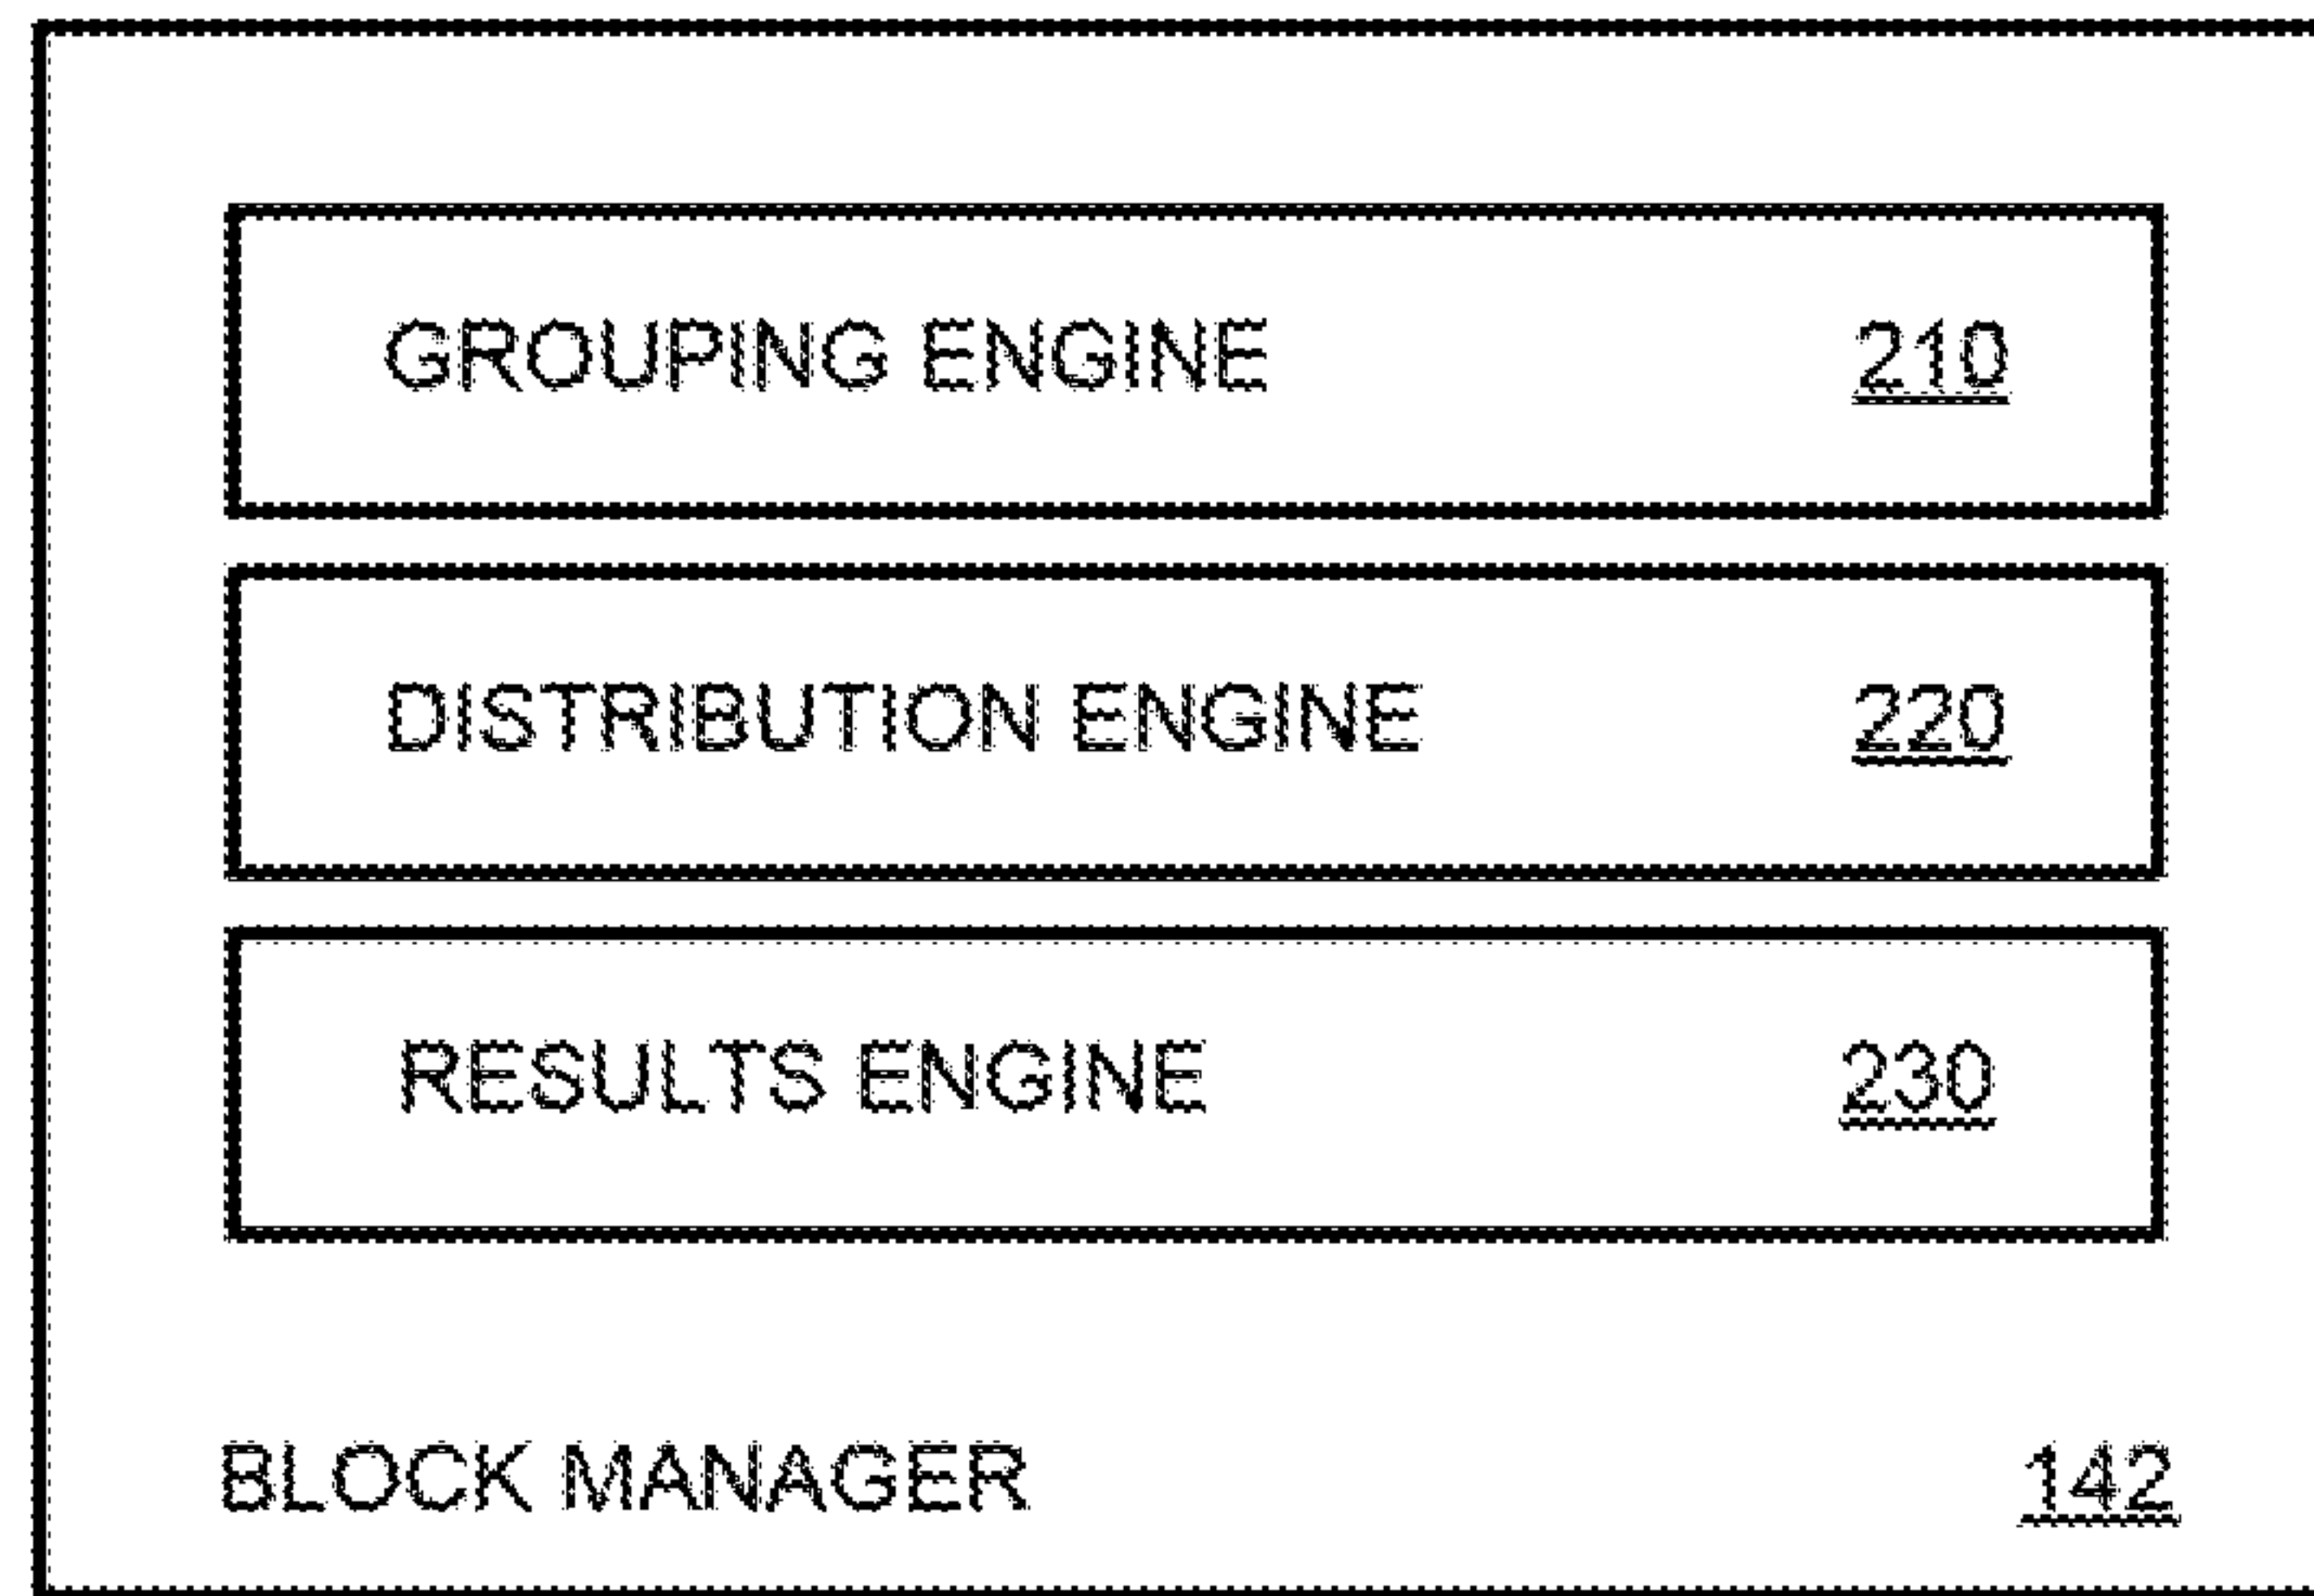 GROUPING ENGINE 210
DISTRIBUTION ENGINE 220
RESULTS ENGINE 230
BLOCK MANAGER 142